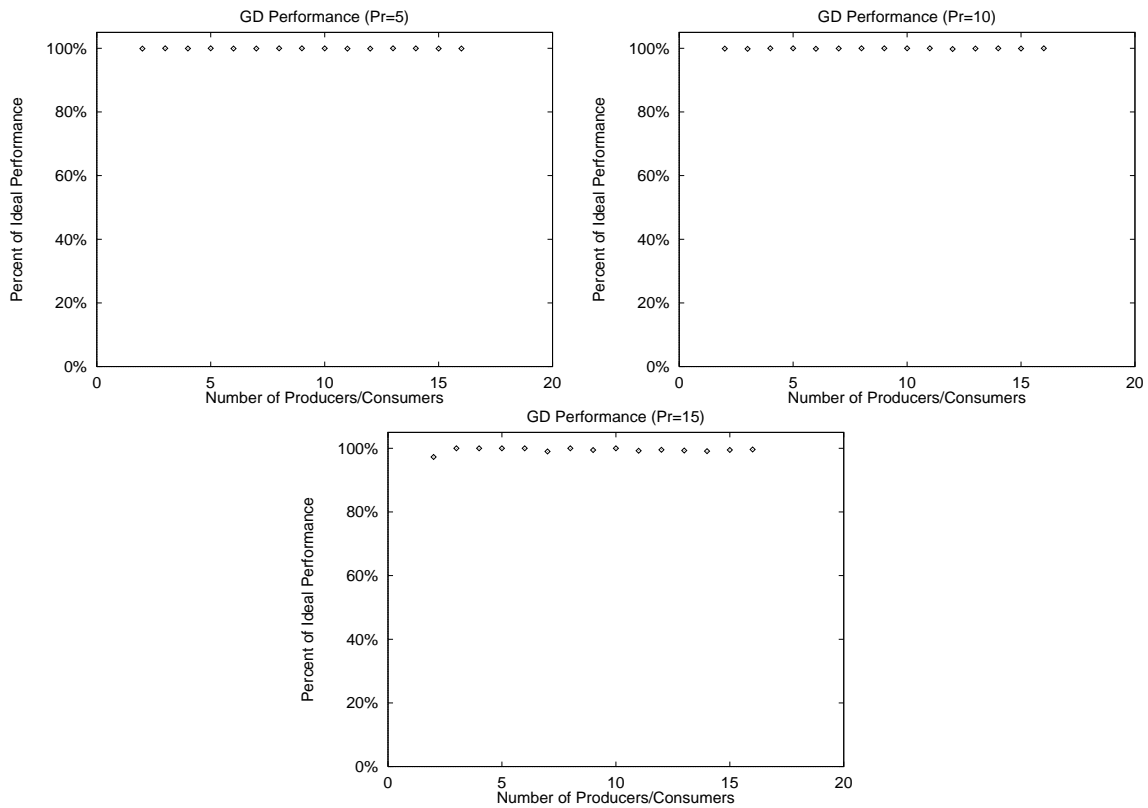 GD Performance (Pr=5)
Percent of Ideal Performance
100%
80%
60%
40%
20%
0%
0 5 10 15 20
Number of Producers/Consumers
GD Performance (Pr=10)
Percent of Ideal Performance
100%
80%
60%
40%
20%
0%
0 5 10 15 20
Number of Producers/Consumers
GD Performance (Pr=15)
Percent of Ideal Performance
100%
80%
60%
40%
20%
0%
0 5 10 15 20
Number of Producers/Consumers